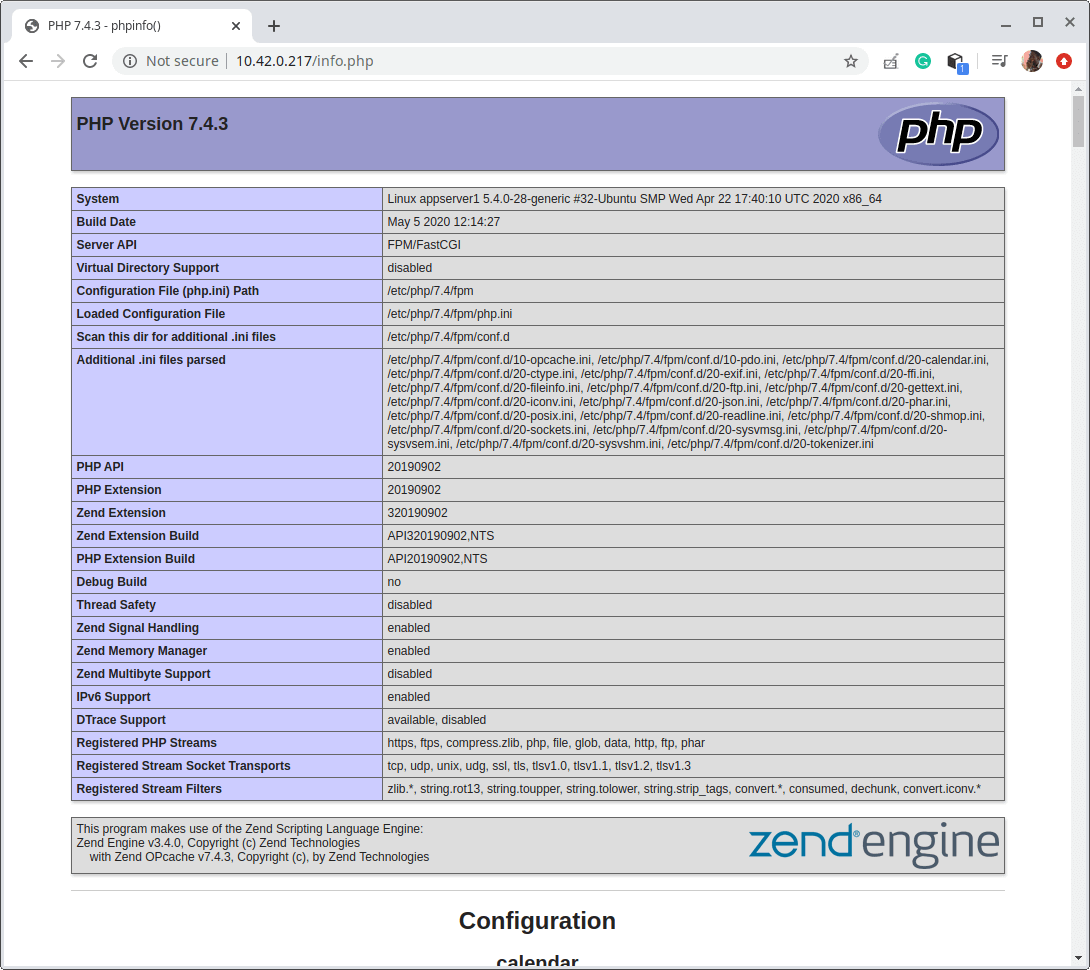 PHP 7.4.3 - phpinfo()
Not secure | 10.42.0.217/info.php
1
PHP Version 7.4.3
php
System Linux appserver1 5.4.0-28-generic #32-Ubuntu SMP Wed Apr 22 17:40:10 UTC 2020 x86_64
Build Date May 5 2020 12:14:27
Server API FPM/FastCGI
Virtual Directory Support disabled
Configuration File (php.ini) Path /etc/php/7.4/fpm
Loaded Configuration File /etc/php/7.4/fpm/php.ini
Scan this dir for additional .ini files /etc/php/7.4/fpm/conf.d
Additional .ini files parsed /etc/php/7.4/fpm/conf.d/10-opcache.ini, /etc/php/7.4/fpm/conf.d/10-pdo.ini, /etc/php/7.4/fpm/conf.d/20-calendar.ini,
/etc/php/7.4/fpm/conf.d/20-ctype.ini, /etc/php/7.4/fpm/conf.d/20-exif.ini, /etc/php/7.4/fpm/conf.d/20-ffi.ini,
/etc/php/7.4/fpm/conf.d/20-fileinfo.ini, /etc/php/7.4/fpm/conf.d/20-ftp.ini, /etc/php/7.4/fpm/conf.d/20-gettext.ini,
/etc/php/7.4/fpm/conf.d/20-iconv.ini, /etc/php/7.4/fpm/conf.d/20-json.ini, /etc/php/7.4/fpm/conf.d/20-phar.ini,
/etc/php/7.4/fpm/conf.d/20-posix.ini, /etc/php/7.4/fpm/conf.d/20-readline.ini, /etc/php/7.4/fpm/conf.d/20-shmop.ini,
/etc/php/7.4/fpm/conf.d/20-sockets.ini, /etc/php/7.4/fpm/conf.d/20-sysvmsg.ini, /etc/php/7.4/fpm/conf.d/20-
sysvsem.ini, /etc/php/7.4/fpm/conf.d/20-sysvshm.ini, /etc/php/7.4/fpm/conf.d/20-tokenizer.ini
PHP API 20190902
PHP Extension 20190902
Zend Extension 320190902
Zend Extension Build API320190902,NTS
PHP Extension Build API20190902,NTS
Debug Build no
Thread Safety disabled
Zend Signal Handling enabled
Zend Memory Manager enabled
Zend Multibyte Support disabled
IPv6 Support enabled
DTrace Support available, disabled
Registered PHP Streams https, ftps, compress.zlib, php, file, glob, data, http, ftp, phar
Registered Stream Socket Transports tcp, udp, unix, udg, ssl, tls, tlsv1.0, tlsv1.1, tlsv1.2, tlsv1.3
Registered Stream Filters zlib.*, string.rot13, string.toupper, string.tolower, string.strip_tags, convert.*, consumed, dechunk, convert.iconv.*
This program makes use of the Zend Scripting Language Engine:
Zend Engine v3.4.0, Copyright (c) Zend Technologies
with Zend OPcache v7.4.3, Copyright (c), by Zend Technologies
zend® engine
Configuration
calendar